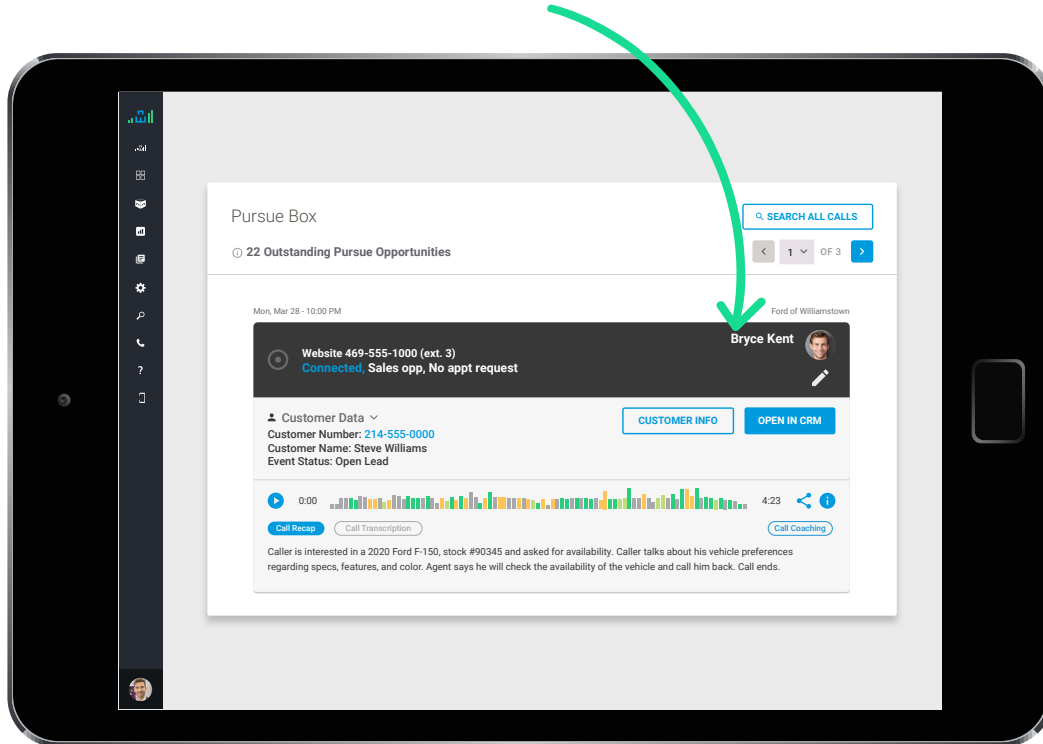 Pursue Box
SEARCH ALL CALLS
22 Outstanding Pursue Opportunities
1 OF 3
Mon, Mar 28 - 10:00 PM
Ford of Williamstown
Bryce Kent
Website 469-555-1000 (ext. 3)
Connected, Sales opp, No appt request
Customer Data
CUSTOMER INFO
OPEN IN CRM
Customer Number: 214-555-0000
Customer Name: Steve Williams
Event Status: Open Lead
0:00
4:23
Call Recap
Call Transcription
Call Coaching
Caller is interested in a 2020 Ford F-150, stock #90345 and asked for availability. Caller talks about his vehicle preferences
regarding specs, features, and color. Agent says he will check the availability of the vehicle and call him back. Call ends.